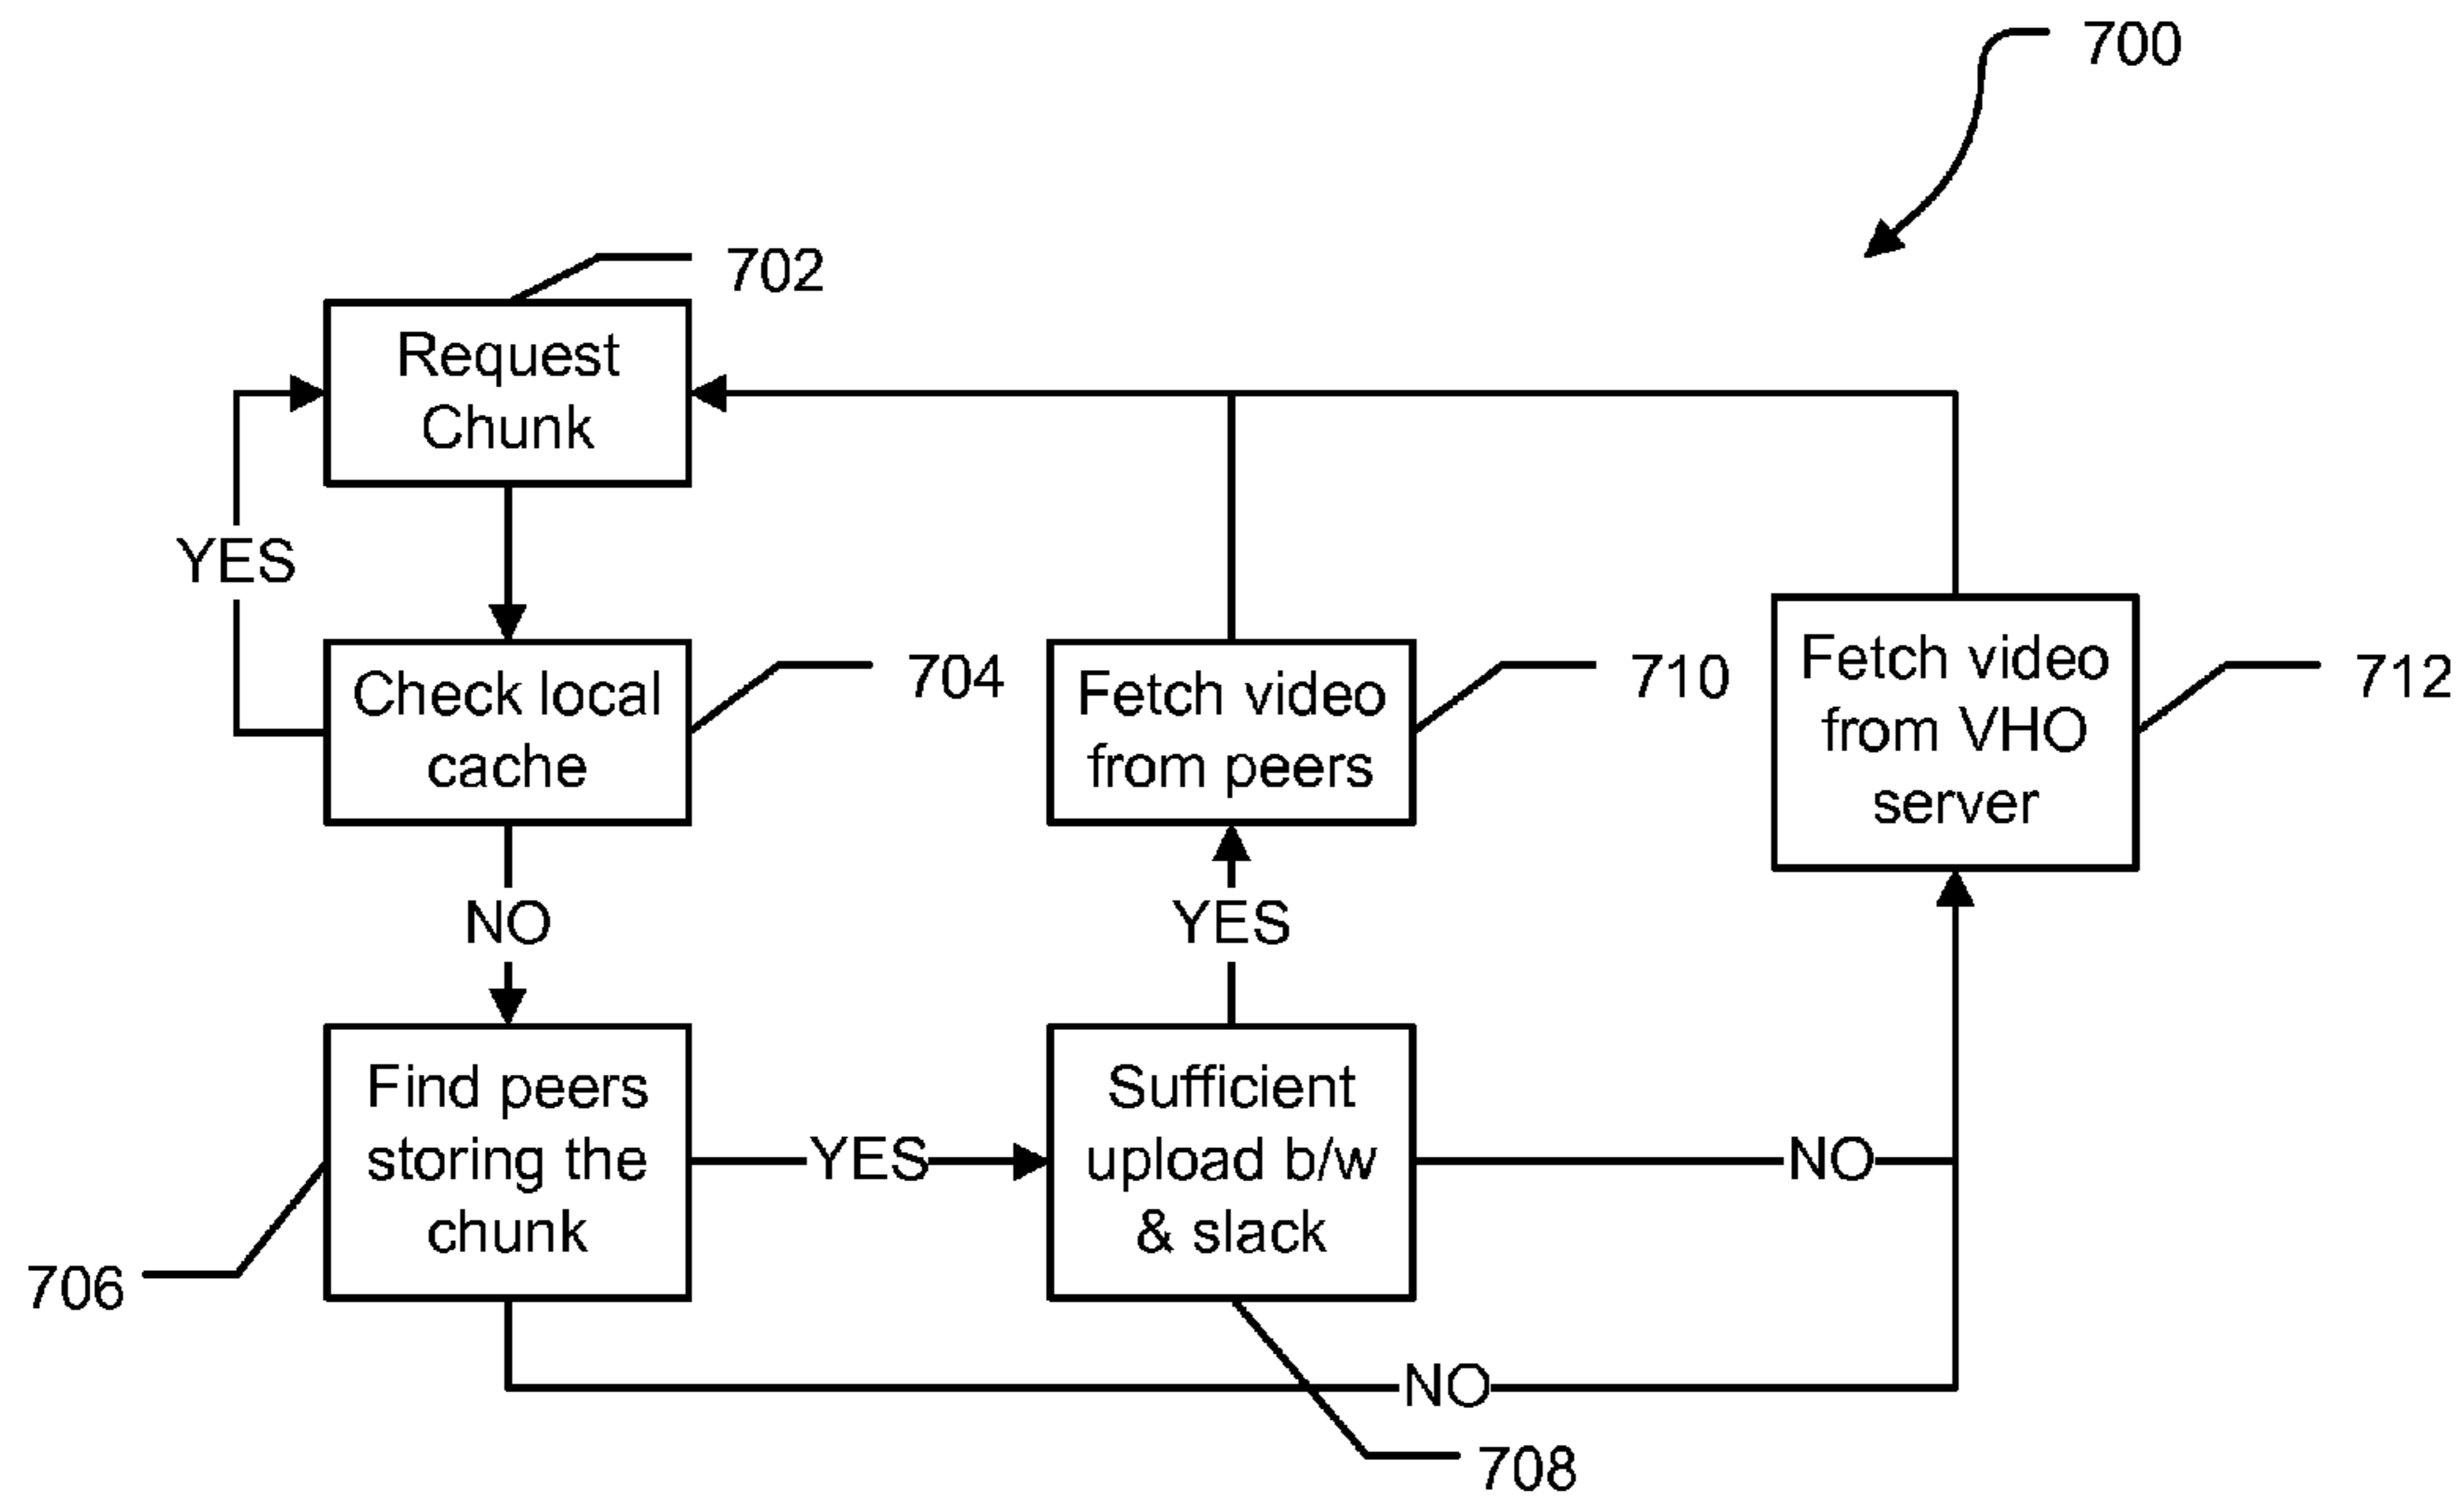 700
702
Request
Chunk
YES
Check local
cache
704
Fetch video
from peers
710
Fetch video
from VHO
server
712
NO
YES
Find peers
storing the
chunk
YES
Sufficient
upload b/w
& slack
NO
706
NO
708